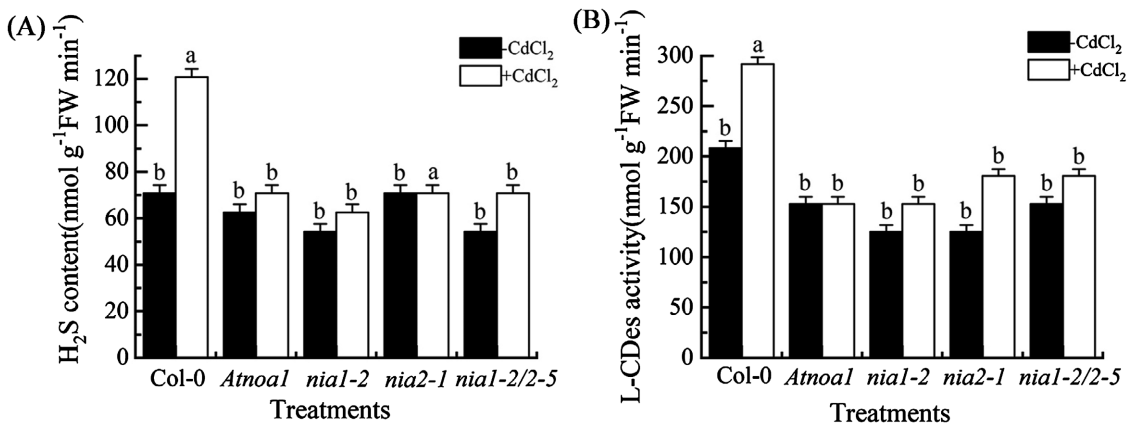 (A)
H₂S content(nmol g⁻¹FW min⁻¹)
-CdCl₂
+CdCl₂
120
100
80
60
40
20
0
b a b b b b b a b b
Col-0 Atnoa1 nia1-2 nia2-1 nia1-2/2-5
Treatments
(B)
L-CDes activity(nmol g⁻¹FW min⁻¹)
-CdCl₂
+CdCl₂
300
250
200
150
100
50
0
b a b b b b b b b b
Col-0 Atnoa1 nia1-2 nia2-1 nia1-2/2-5
Treatments